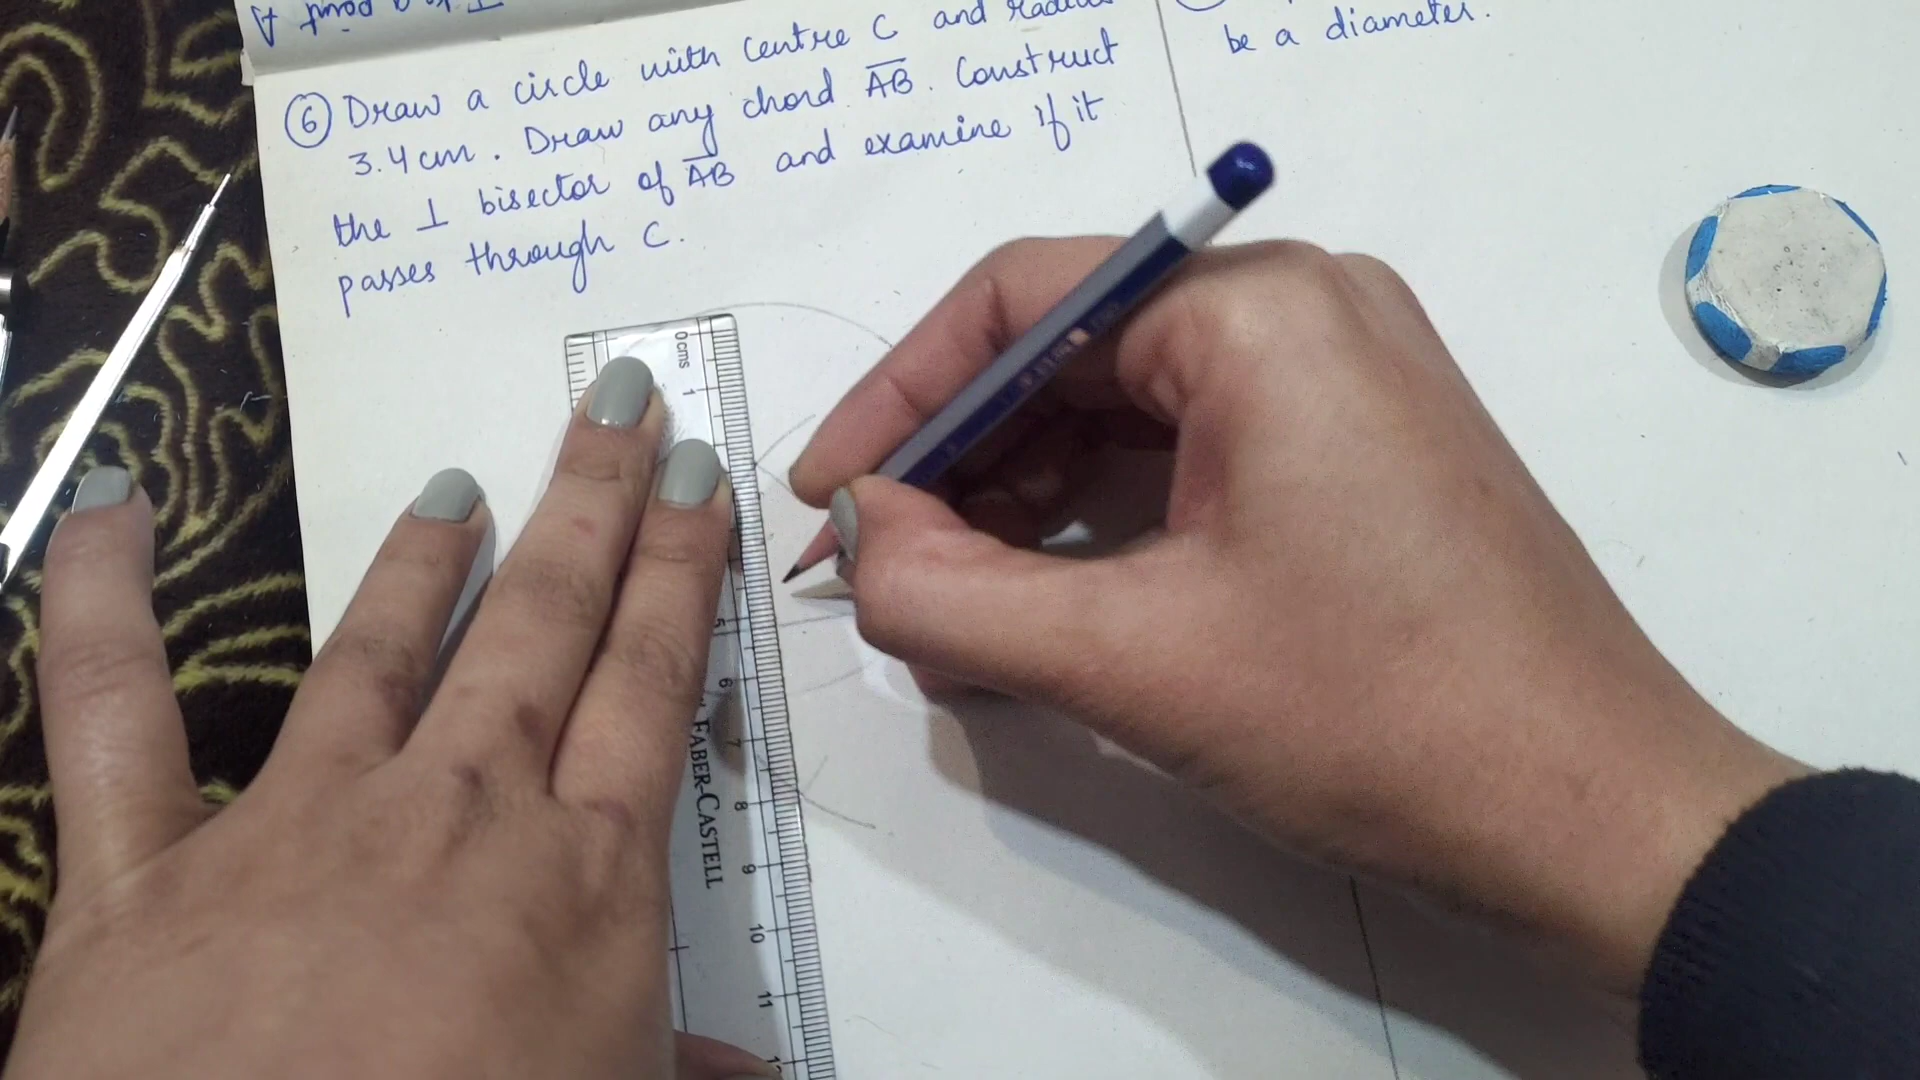 ⑥ Draw a circle with centre C and radius
3.4 cm. Draw any chord AB. Construct
the ⊥ bisector of AB and examine if it
passes through C.
be a diameter.
0 cms
1
5
6
7
8
9
10
11
FABER-CASTELL